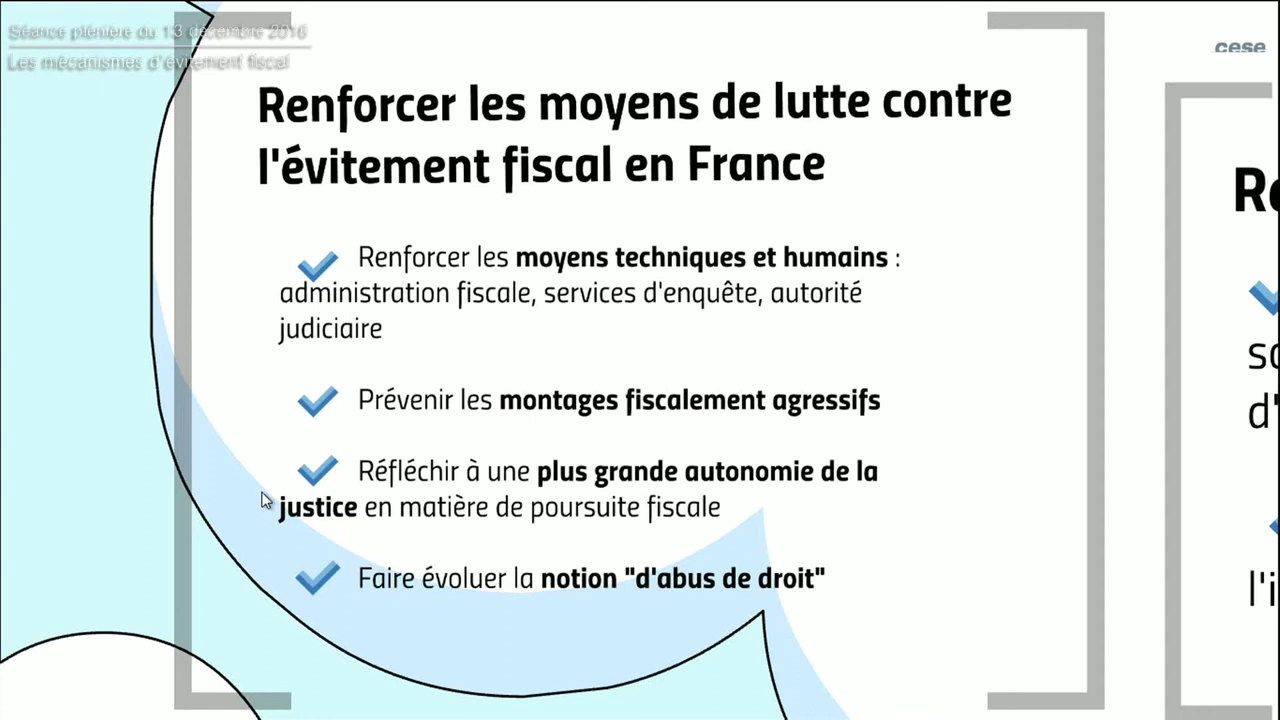 Séance plénière du 13 décembre 2016
Les mécanismes d'évitement fiscal
cese
Renforcer les moyens de lutte contre
l'évitement fiscal en France
Renforcer les moyens techniques et humains :
administration fiscale, services d'enquête, autorité
judiciaire
Prévenir les montages fiscalement agressifs
Réfléchir à une plus grande autonomie de la
justice en matière de poursuite fiscale
Faire évoluer la notion "d'abus de droit"